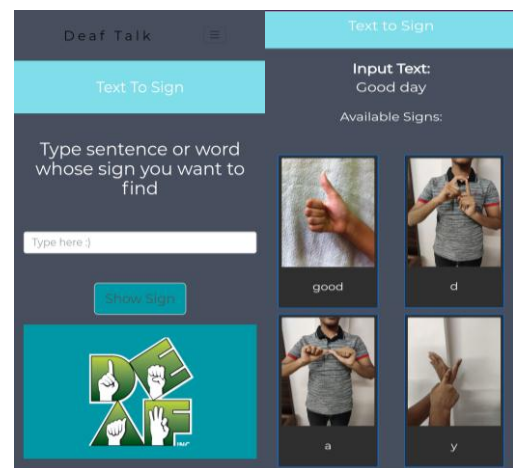 Deaf Talk
Text To Sign
Type sentence or word
whose sign you want to
find
Type here :)
Show Sign
DEAF
INC
Text to Sign
Input Text:
Good day
Available Signs:
good
d
a
y